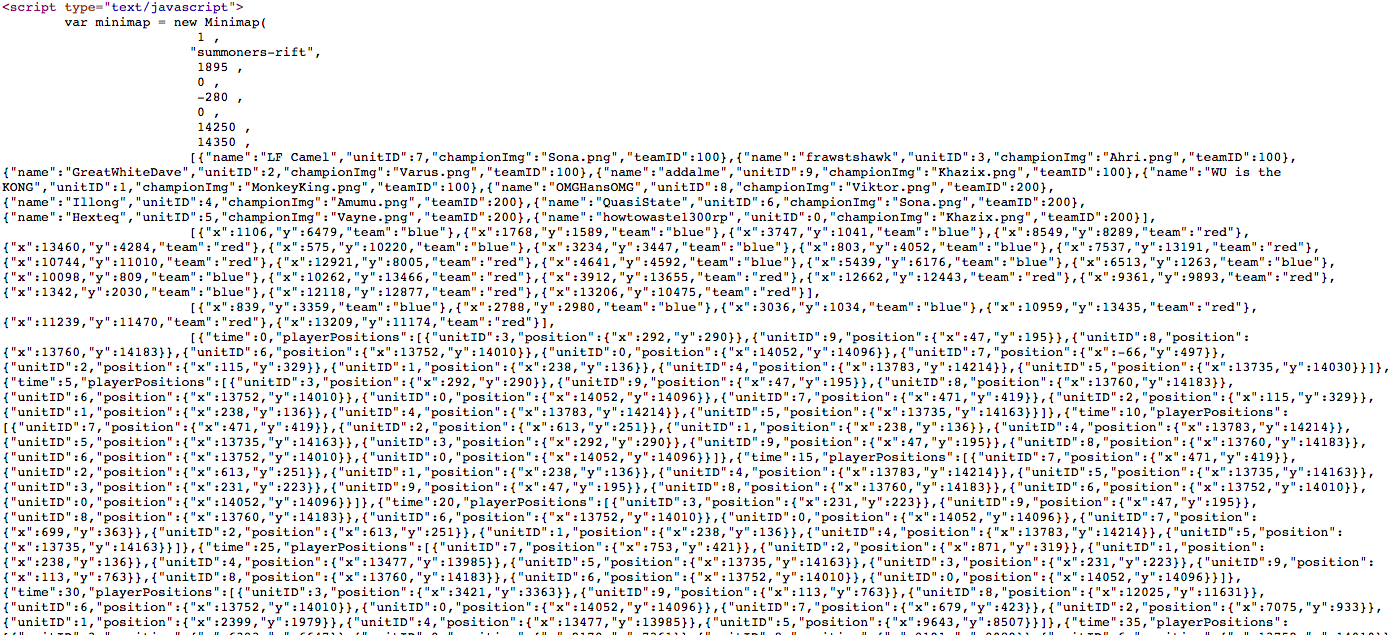 <script type="text/javascript">
var minimap = new Minimap(
1 ,
"summoners-rift",
1895 ,
0 ,
-280 ,
0 ,
14250 ,
14350 ,
[{"name":"LF Camel","unitID":7,"championImg":"Sona.png","teamID":100},{"name":"frawstshawk","unitID":3,"championImg":"Ahri.png","teamID":100},
{"name":"GreatWhiteDave","unitID":2,"championImg":"Varus.png","teamID":100},{"name":"addalme","unitID":9,"championImg":"Khazix.png","teamID":100},{"name":"WU is the
KONG","unitID":1,"championImg":"MonkeyKing.png","teamID":100},{"name":"OMGHansOMG","unitID":8,"championImg":"Viktor.png","teamID":200},
{"name":"Illong","unitID":4,"championImg":"Amumu.png","teamID":200},{"name":"QuasiState","unitID":6,"championImg":"Sona.png","teamID":200},
{"name":"Hexteq","unitID":5,"championImg":"Vayne.png","teamID":200},{"name":"howtowaste1300rp","unitID":0,"championImg":"Khazix.png","teamID":200}],
[{"x":1106,"y":6479,"team":"blue"},{"x":1768,"y":1589,"team":"blue"},{"x":3747,"y":1041,"team":"blue"},{"x":8549,"y":8289,"team":"red"},
{"x":13460,"y":4284,"team":"red"},{"x":575,"y":10220,"team":"blue"},{"x":3234,"y":3447,"team":"blue"},{"x":803,"y":4052,"team":"blue"},{"x":7537,"y":13191,"team":"red"},
{"x":10744,"y":11010,"team":"red"},{"x":12921,"y":8005,"team":"red"},{"x":4641,"y":4592,"team":"blue"},{"x":5439,"y":6176,"team":"blue"},{"x":6513,"y":1263,"team":"blue"},
{"x":10098,"y":809,"team":"blue"},{"x":10262,"y":13466,"team":"red"},{"x":3912,"y":13655,"team":"red"},{"x":12662,"y":12443,"team":"red"},{"x":9361,"y":9893,"team":"red"},
{"x":1342,"y":2030,"team":"blue"},{"x":12118,"y":12877,"team":"red"},{"x":13206,"y":10475,"team":"red"}],
[{"x":839,"y":3359,"team":"blue"},{"x":2788,"y":2980,"team":"blue"},{"x":3036,"y":1034,"team":"blue"},{"x":10959,"y":13435,"team":"red"},
{"x":11239,"y":11470,"team":"red"},{"x":13209,"y":11174,"team":"red"}],
[{"time":0,"playerPositions":[{"unitID":3,"position":{"x":292,"y":290}},{"unitID":9,"position":{"x":47,"y":195}},{"unitID":8,"position":
{"x":13760,"y":14183}},{"unitID":6,"position":{"x":13752,"y":14010}},{"unitID":0,"position":{"x":14052,"y":14096}},{"unitID":7,"position":{"x":-66,"y":497}},
{"unitID":2,"position":{"x":115,"y":329}},{"unitID":1,"position":{"x":238,"y":136}},{"unitID":4,"position":{"x":13783,"y":14214}},{"unitID":5,"position":{"x":13735,"y":14030}}]},
{"time":5,"playerPositions":[{"unitID":3,"position":{"x":292,"y":290}},{"unitID":9,"position":{"x":47,"y":195}},{"unitID":8,"position":{"x":13760,"y":14183}},
{"unitID":6,"position":{"x":13752,"y":14010}},{"unitID":0,"position":{"x":14052,"y":14096}},{"unitID":7,"position":{"x":471,"y":419}},{"unitID":2,"position":{"x":115,"y":329}},
{"unitID":1,"position":{"x":238,"y":136}},{"unitID":4,"position":{"x":13783,"y":14214}},{"unitID":5,"position":{"x":13735,"y":14163}}]},{"time":10,"playerPositions":
[{"unitID":7,"position":{"x":471,"y":419}},{"unitID":2,"position":{"x":613,"y":251}},{"unitID":1,"position":{"x":238,"y":136}},{"unitID":4,"position":{"x":13783,"y":14214}},
{"unitID":5,"position":{"x":13735,"y":14163}},{"unitID":3,"position":{"x":292,"y":290}},{"unitID":9,"position":{"x":47,"y":195}},{"unitID":8,"position":{"x":13760,"y":14183}},
{"unitID":6,"position":{"x":13752,"y":14010}},{"unitID":0,"position":{"x":14052,"y":14096}}]},{"time":15,"playerPositions":[{"unitID":7,"position":{"x":471,"y":419}},
{"unitID":2,"position":{"x":613,"y":251}},{"unitID":1,"position":{"x":238,"y":136}},{"unitID":4,"position":{"x":13783,"y":14214}},{"unitID":5,"position":{"x":13735,"y":14163}},
{"unitID":3,"position":{"x":231,"y":223}},{"unitID":9,"position":{"x":47,"y":195}},{"unitID":8,"position":{"x":13760,"y":14183}},{"unitID":6,"position":{"x":13752,"y":14010}},
{"unitID":0,"position":{"x":14052,"y":14096}}]},{"time":20,"playerPositions":[{"unitID":3,"position":{"x":231,"y":223}},{"unitID":9,"position":{"x":47,"y":195}},
{"unitID":8,"position":{"x":13760,"y":14183}},{"unitID":6,"position":{"x":13752,"y":14010}},{"unitID":0,"position":{"x":14052,"y":14096}},{"unitID":7,"position":
{"x":699,"y":363}},{"unitID":2,"position":{"x":613,"y":251}},{"unitID":1,"position":{"x":238,"y":136}},{"unitID":4,"position":{"x":13783,"y":14214}},{"unitID":5,"position":
{"x":13735,"y":14163}}]},{"time":25,"playerPositions":[{"unitID":7,"position":{"x":753,"y":421}},{"unitID":2,"position":{"x":871,"y":319}},{"unitID":1,"position":
{"x":238,"y":136}},{"unitID":4,"position":{"x":13477,"y":13985}},{"unitID":5,"position":{"x":13735,"y":14163}},{"unitID":3,"position":{"x":231,"y":223}},{"unitID":9,"position":
{"x":113,"y":763}},{"unitID":8,"position":{"x":13760,"y":14183}},{"unitID":6,"position":{"x":13752,"y":14010}},{"unitID":0,"position":{"x":14052,"y":14096}}]},
{"time":30,"playerPositions":[{"unitID":3,"position":{"x":3421,"y":3363}},{"unitID":9,"position":{"x":113,"y":763}},{"unitID":8,"position":{"x":12025,"y":11631}},
{"unitID":6,"position":{"x":13752,"y":14010}},{"unitID":0,"position":{"x":14052,"y":14096}},{"unitID":7,"position":{"x":679,"y":423}},{"unitID":2,"position":{"x":7075,"y":933}},
{"unitID":1,"position":{"x":2399,"y":1979}},{"unitID":4,"position":{"x":13477,"y":13985}},{"unitID":5,"position":{"x":9643,"y":8507}}]},{"time":35,"playerPositions":